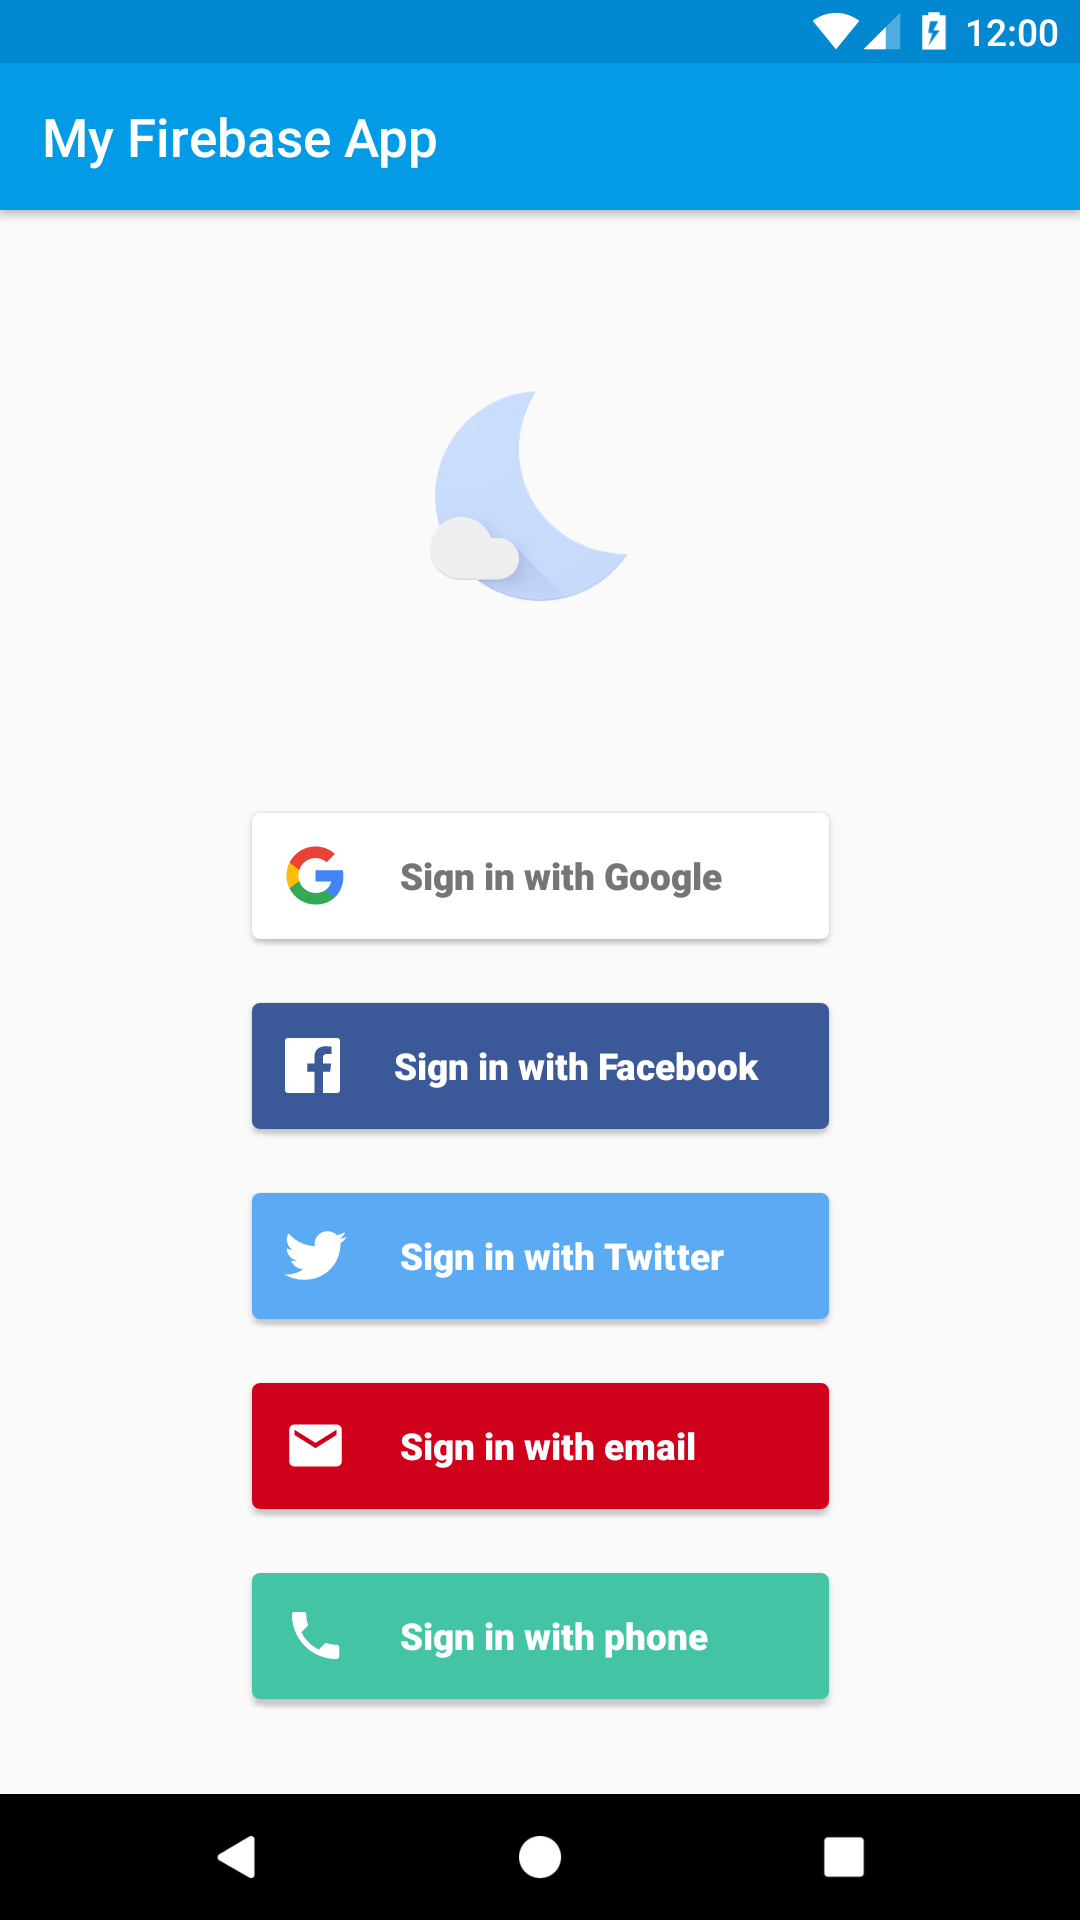 12:00
My Firebase App
Sign in with Google
Sign in with Facebook
Sign in with Twitter
Sign in with email
Sign in with phone